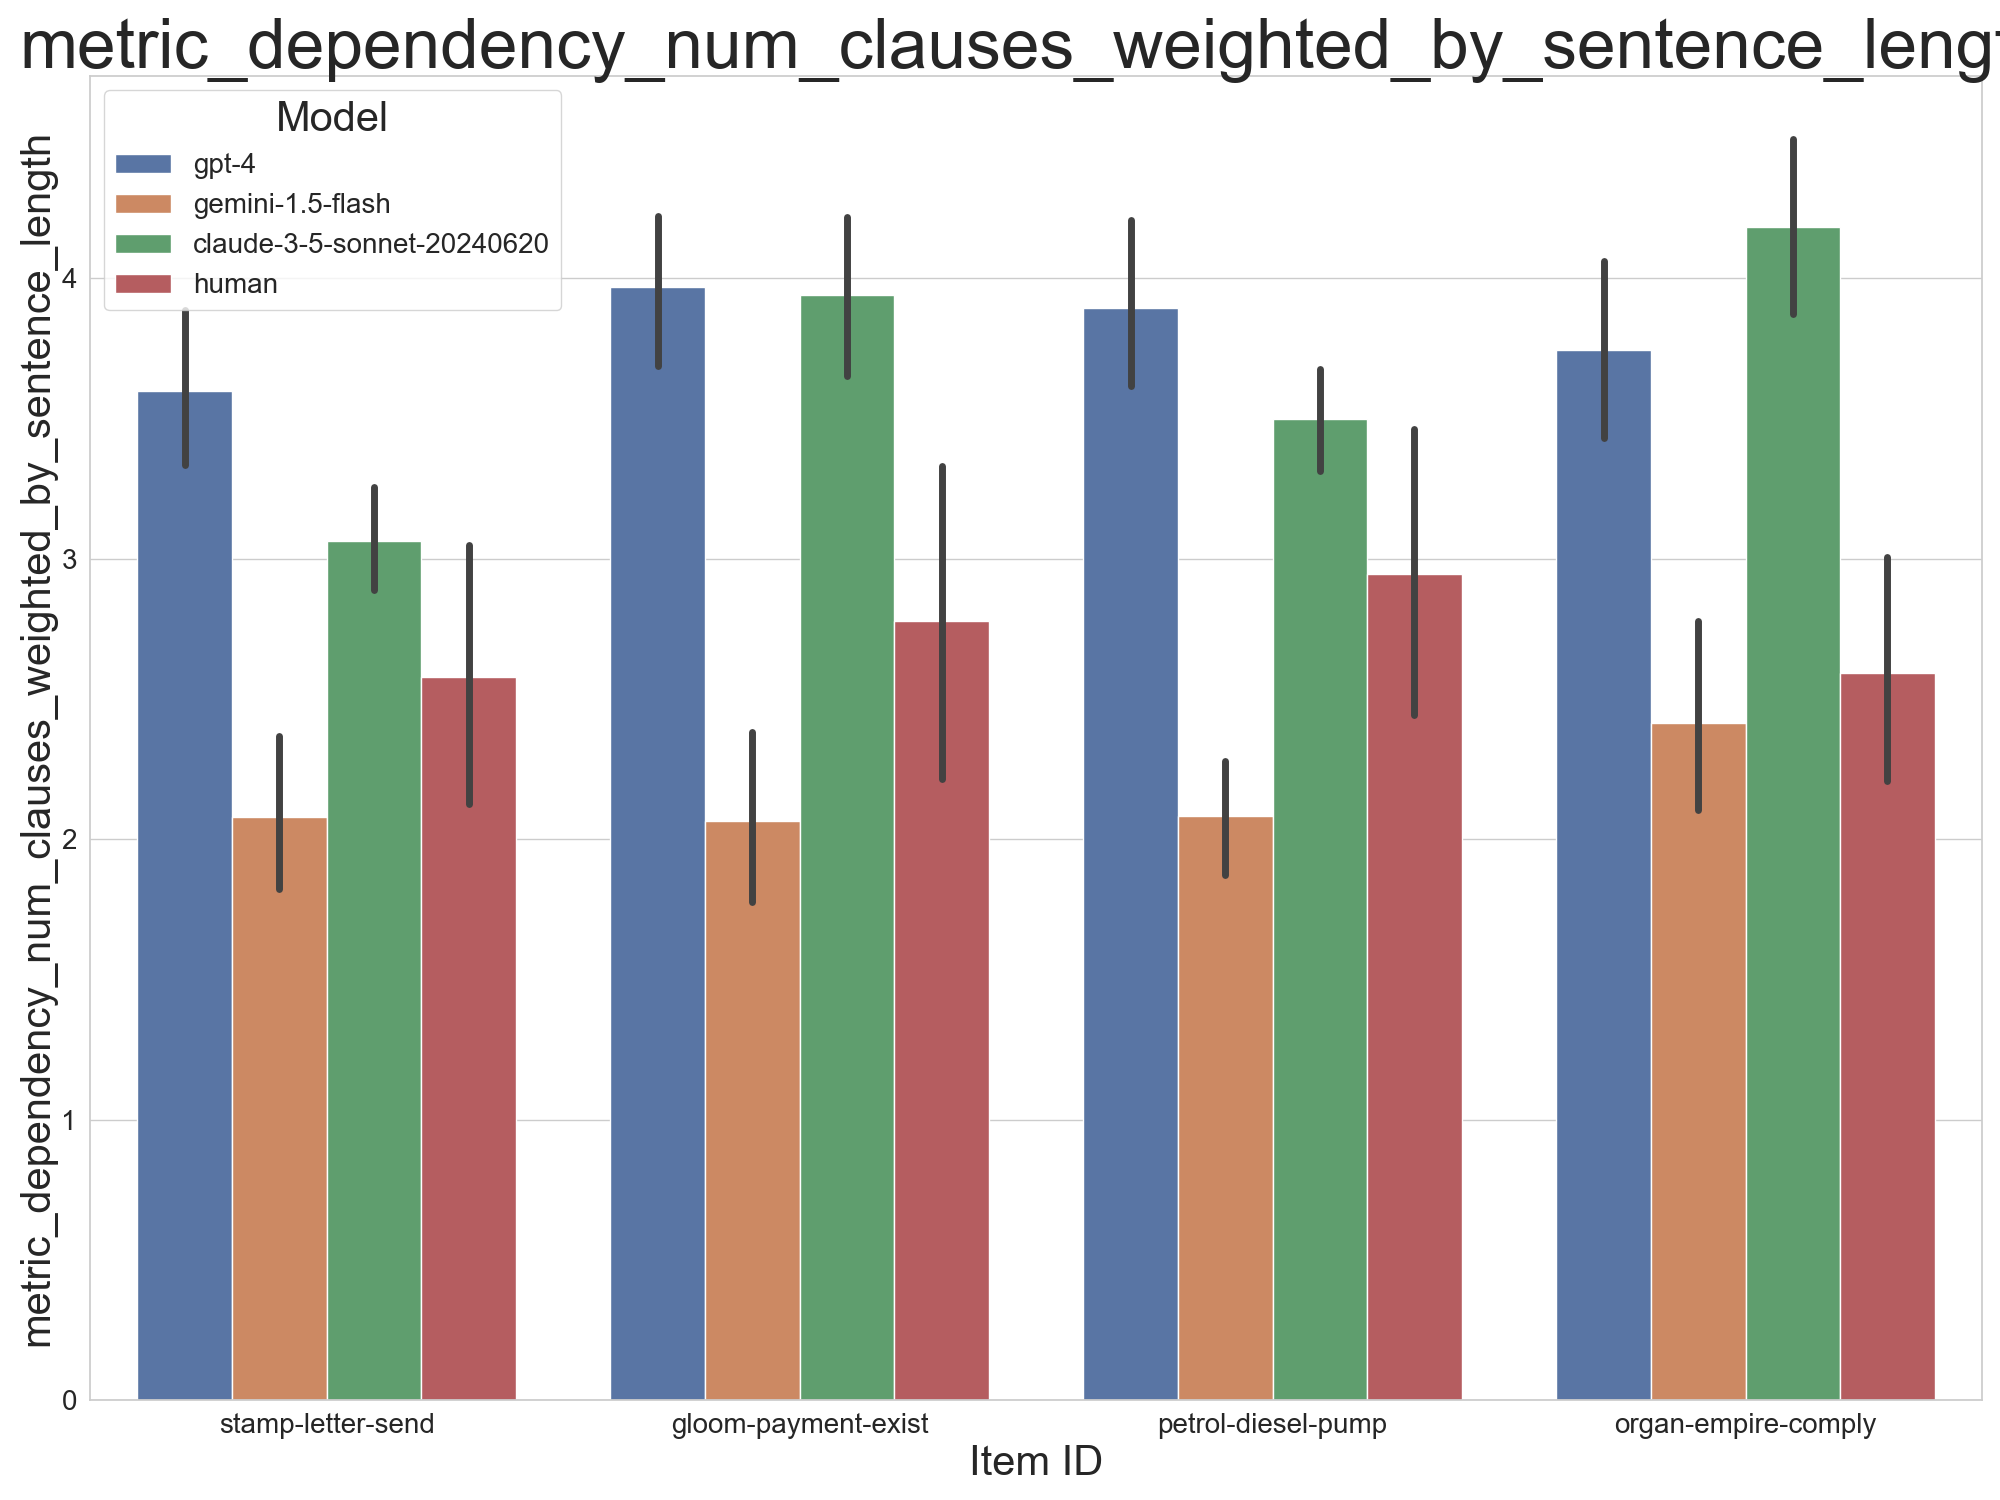 metric_dependency_num_clauses_weighted_by_sentence_lengt
metric_dependency_num_clauses_weighted_by_sentence_length
Model
gpt-4
gemini-1.5-flash
claude-3-5-sonnet-20240620
human
4
3
2
1
0
stamp-letter-send
gloom-payment-exist
petrol-diesel-pump
organ-empire-comply
Item ID